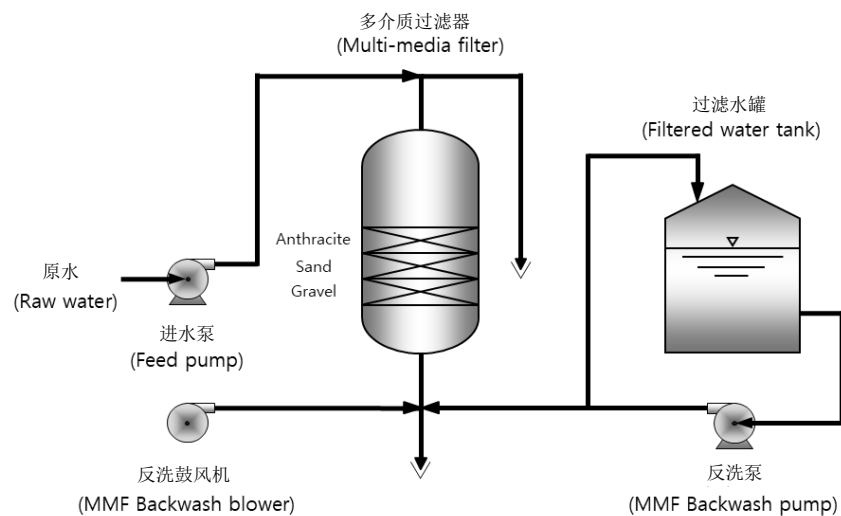 多介质过滤器
(Multi-media filter)
过滤水罐
(Filtered water tank)
Anthracite
Sand
Gravel
原水
(Raw water)
进水泵
(Feed pump)
反洗鼓风机
(MMF Backwash blower)
反洗泵
(MMF Backwash pump)